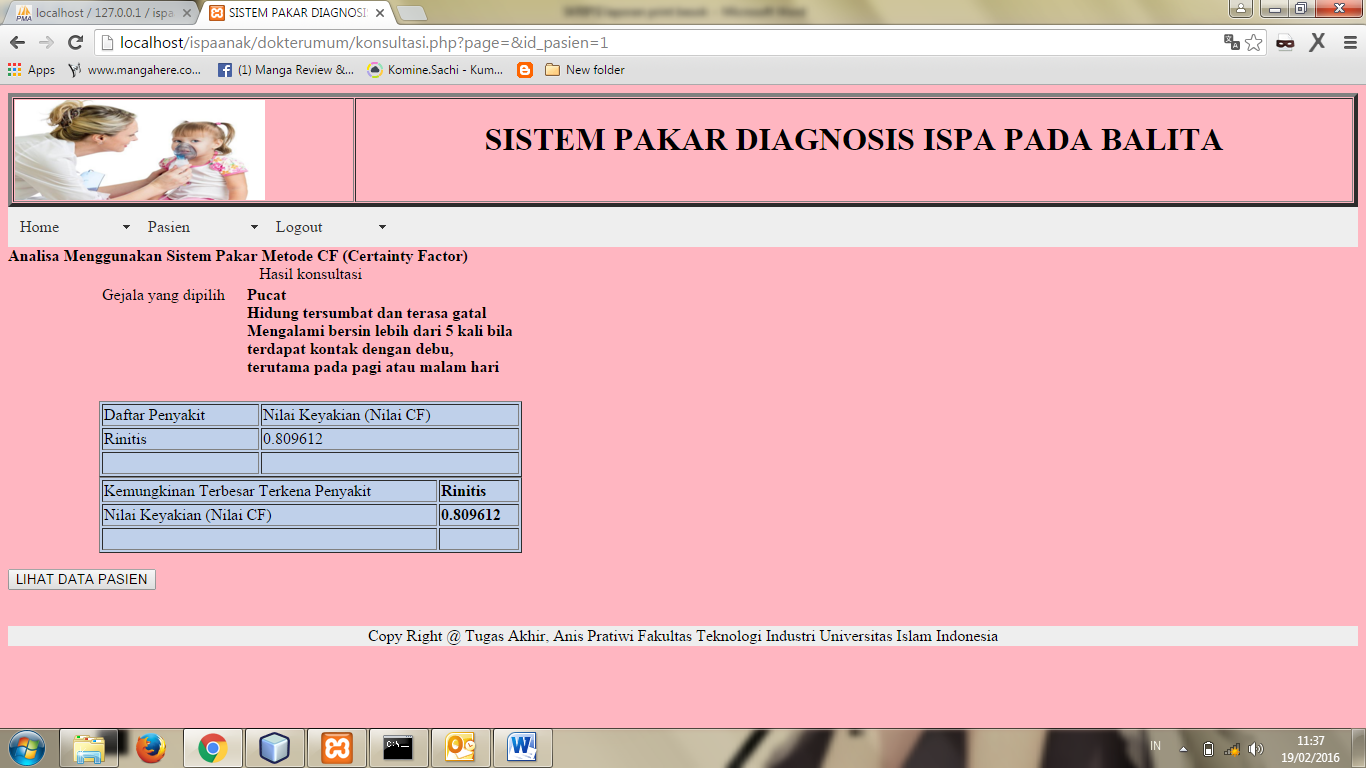 localhost / 127.0.0.1 / ispa
SISTEM PAKAR DIAGNOSI
localhost/ispaanak/dokterumum/konsultasi.php?page=&id_pasien=1
Apps www.mangahere.co... (1) Manga Review &... Komine.Sachi - Kum... New folder
SISTEM PAKAR DIAGNOSIS ISPA PADA BALITA
Home Pasien Logout
Analisa Menggunakan Sistem Pakar Metode CF (Certainty Factor)
Hasil konsultasi
Gejala yang dipilih Pucat
Hidung tersumbat dan terasa gatal
Mengalami bersin lebih dari 5 kali bila
terdapat kontak dengan debu,
terutama pada pagi atau malam hari
Daftar Penyakit Nilai Keyakian (Nilai CF)
Rinitis 0.809612
Kemungkinan Terbesar Terkena Penyakit Rinitis
Nilai Keyakian (Nilai CF) 0.809612
LIHAT DATA PASIEN
Copy Right @ Tugas Akhir, Anis Pratiwi Fakultas Teknologi Industri Universitas Islam Indonesia
IN 11:37
19/02/2016